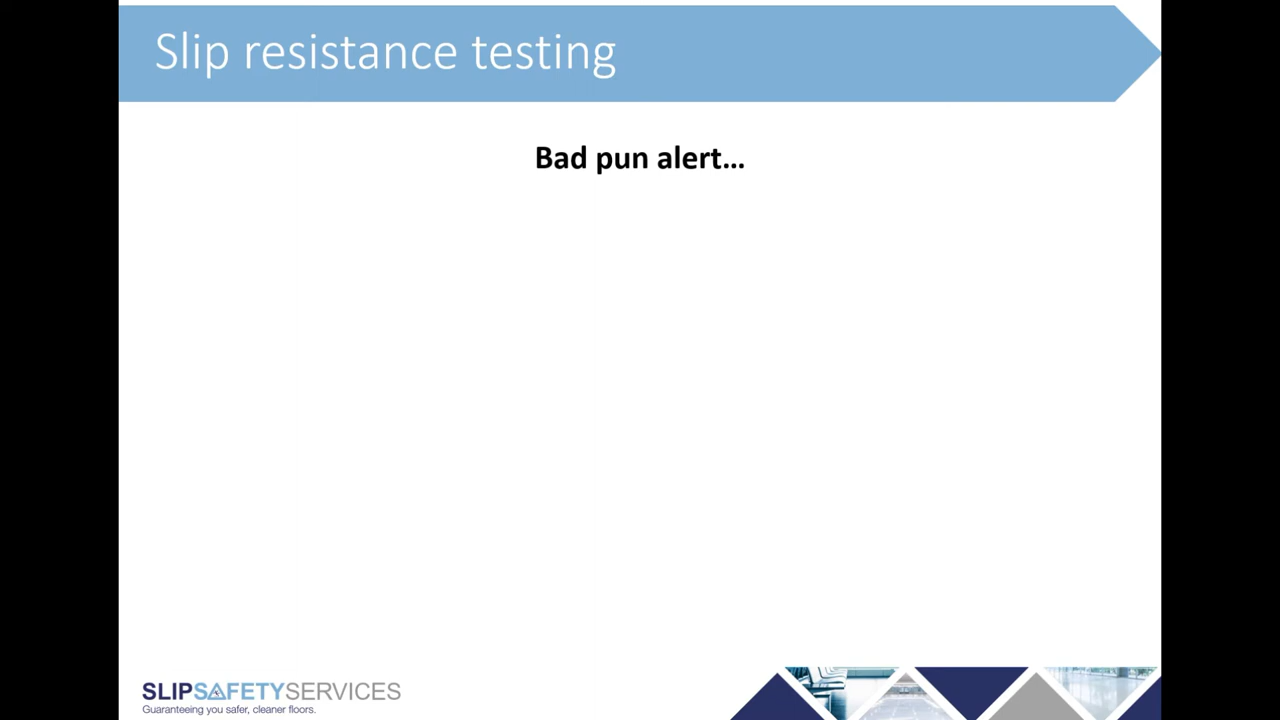 Slip resistance testing
Bad pun alert...
SLIPSAFETYSERVICES
Guaranteeing you safer, cleaner floors.